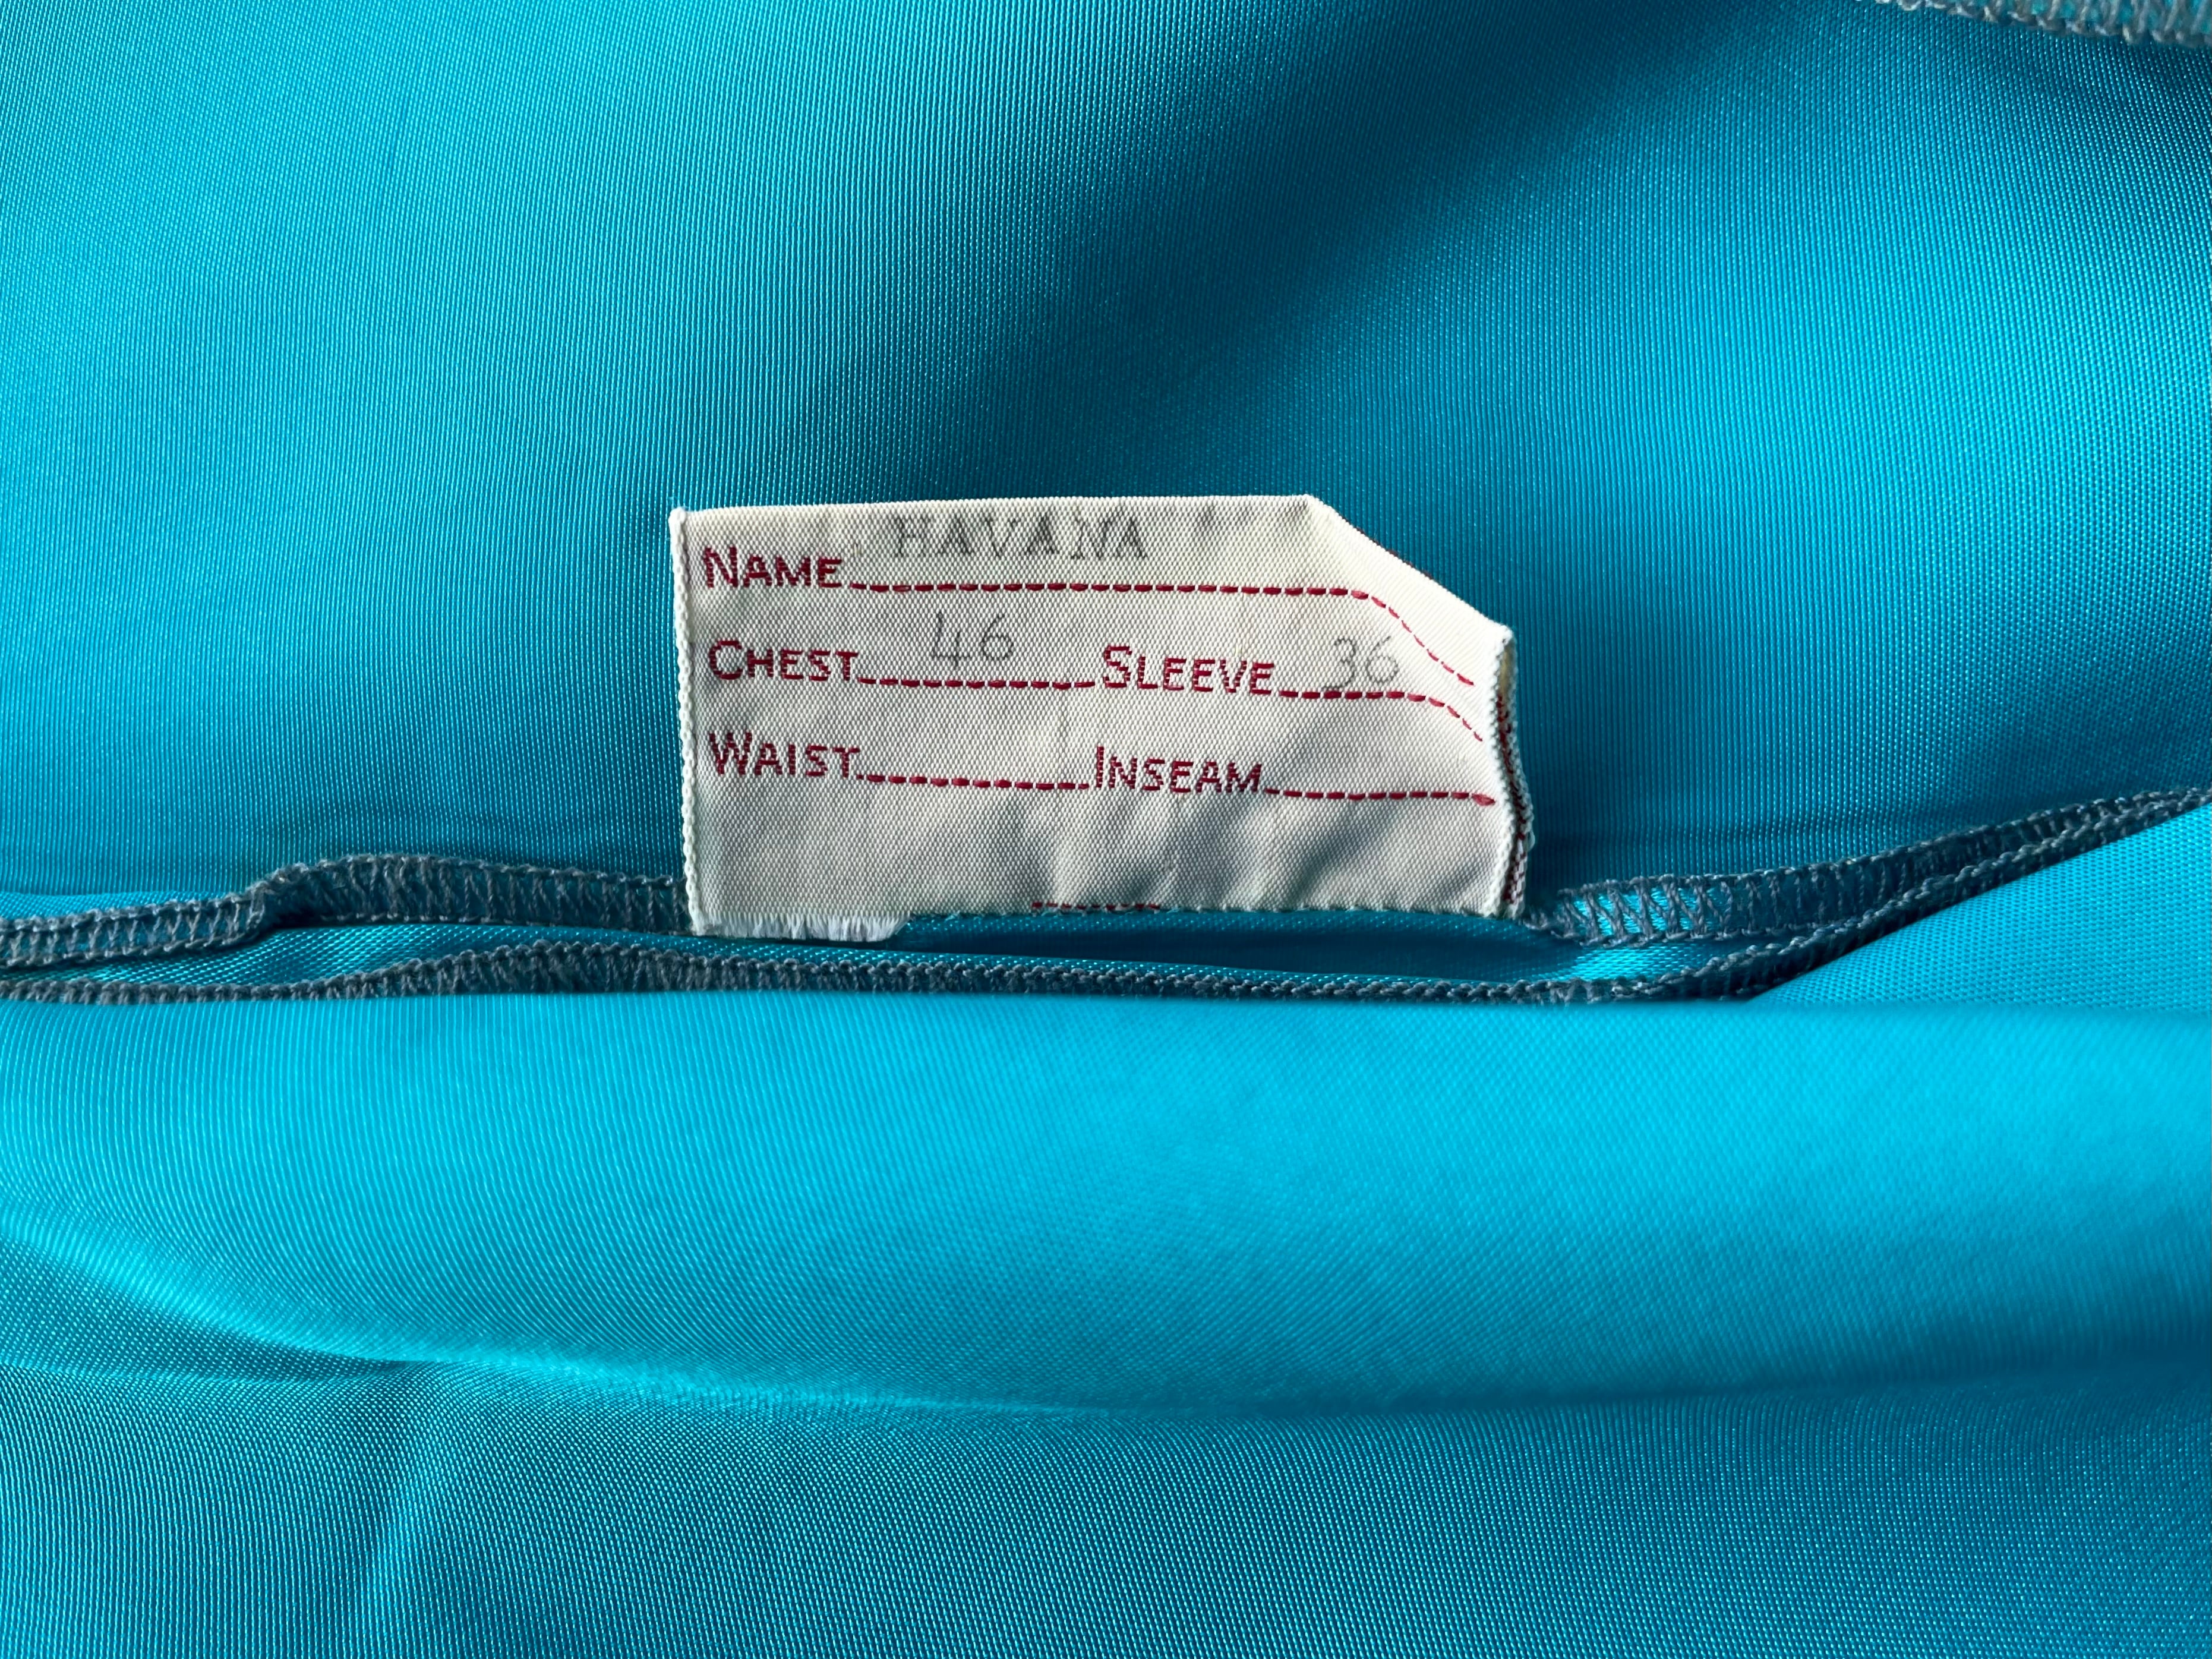 NAME HAVANA
CHEST 46 SLEEVE 36
WAIST INSEAM